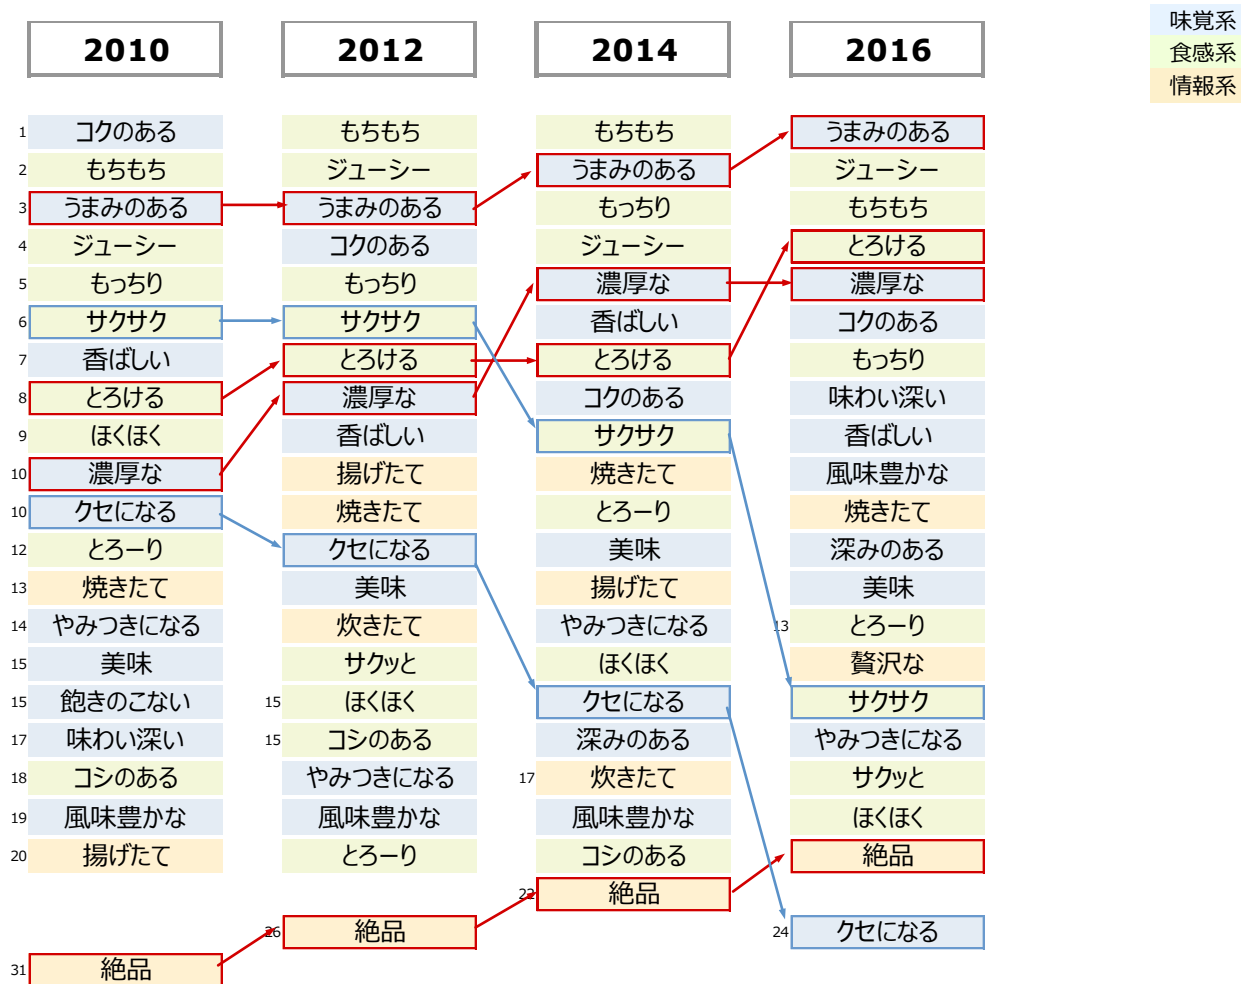 味覚系
食感系
情報系
2010 2012 2014 2016
1 コクのある もちもち もちもち うまみのある
2 もちもち ジューシー うまみのある ジューシー
3 うまみのある うまみのある もっちり もちもち
4 ジューシー コクのある ジューシー とろける
5 もっちり もっちり 濃厚な 濃厚な
6 サクサク サクサク 香ばしい コクのある
7 香ばしい とろける とろける もっちり
8 とろける 濃厚な コクのある 味わい深い
9 ほくほく 香ばしい サクサク 香ばしい
10 濃厚な 揚げたて 焼きたて 風味豊かな
10 クセになる 焼きたて とろーり 焼きたて
12 とろーり クセになる 美味 深みのある
13 焼きたて 美味 揚げたて 美味
14 やみつきになる 炊きたて やみつきになる 13 とろーり
15 美味 サクッと ほくほく 贅沢な
15 飽きのこない 15 ほくほく クセになる サクサク
17 味わい深い 15 コシのある 深みのある やみつきになる
18 コシのある やみつきになる 17 炊きたて サクッと
19 風味豊かな 風味豊かな 風味豊かな ほくほく
20 揚げたて とろーり コシのある 絶品
22 絶品
26 絶品 24 クセになる
31 絶品